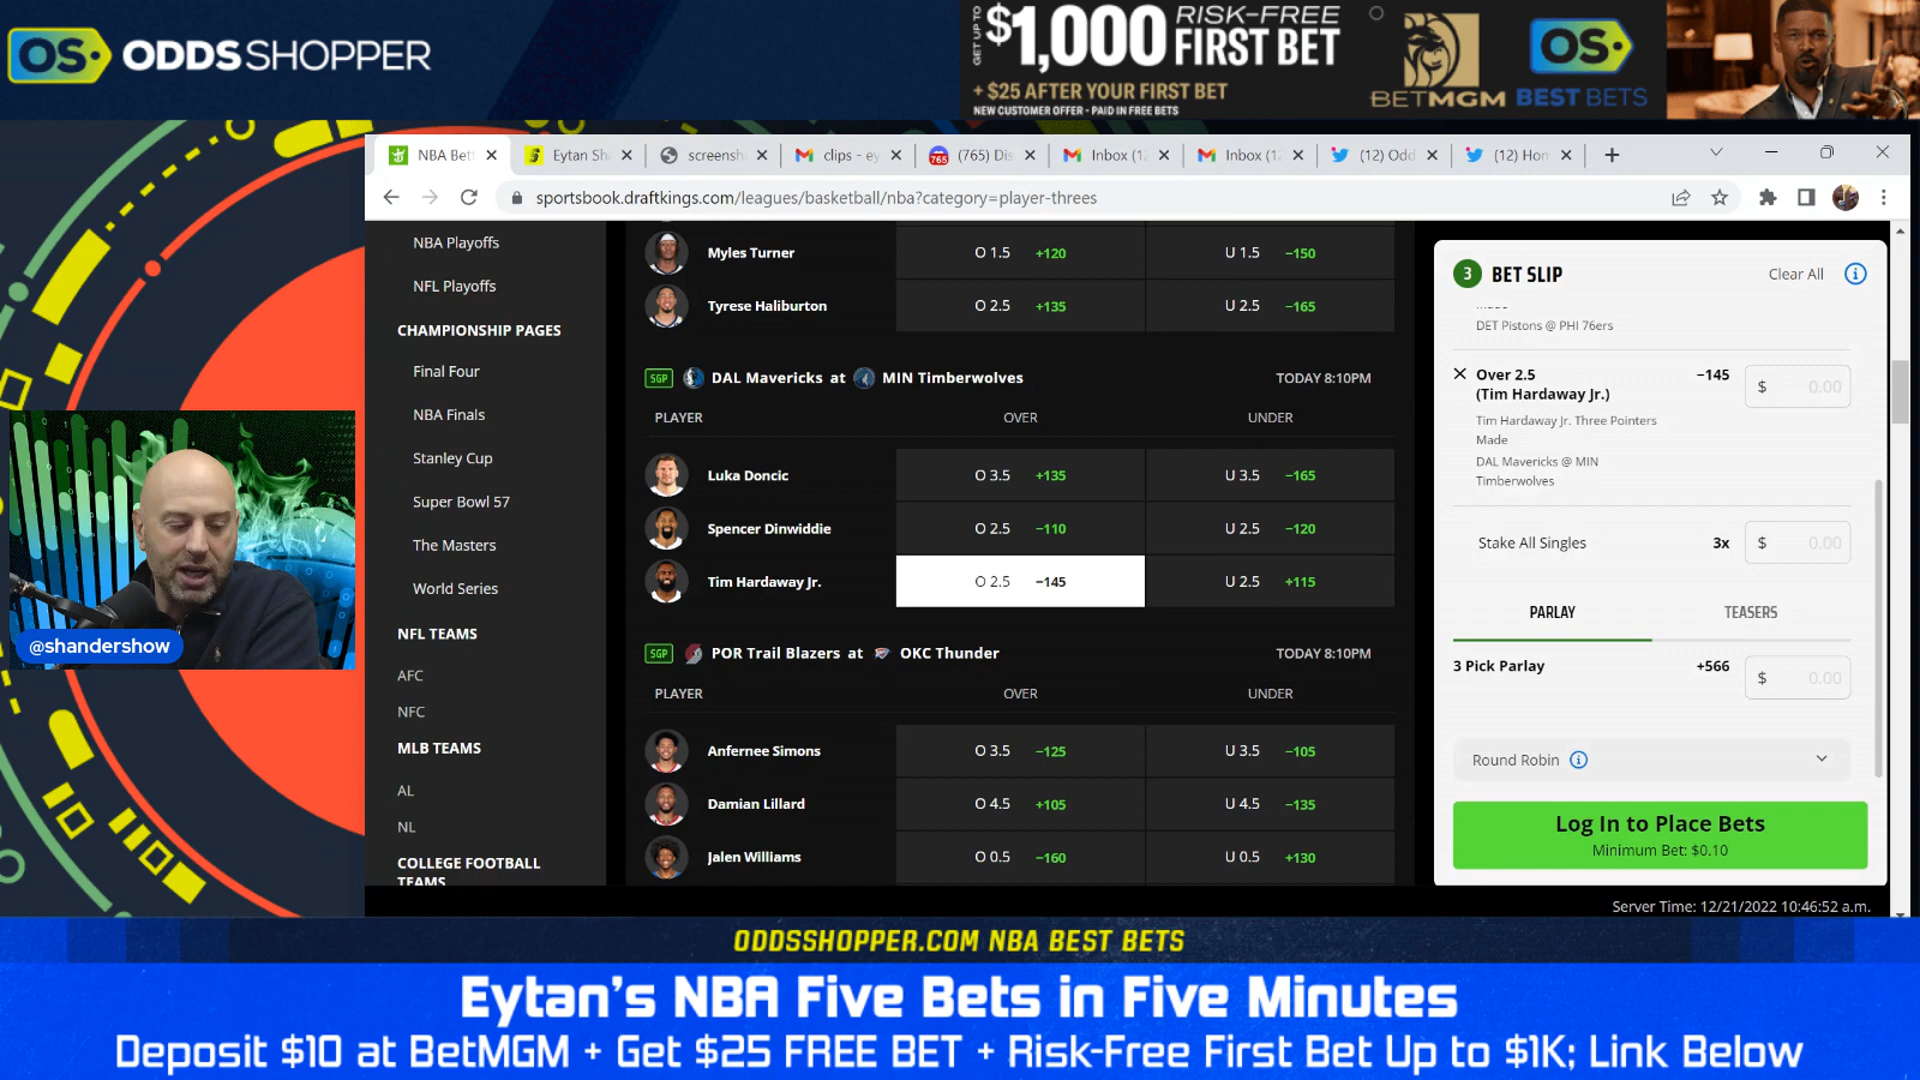 OS ODDSSHOPPER
GET UP TO $1,000 RISK-FREE FIRST BET
+ $25 AFTER YOUR FIRST BET
NEW CUSTOMER OFFER - PAID IN FREE BETS
BETMGM
OS
BEST BETS
NBA Bet
Eytan Sh
screensh
clips - ey
765 (765) Dis
Inbox (1
Inbox (12
(12) Odd
(12) Hom
sportsbook.draftkings.com/leagues/basketball/nba?category=player-threes
NBA Playoffs
NFL Playoffs
CHAMPIONSHIP PAGES
Final Four
NBA Finals
Stanley Cup
Super Bowl 57
The Masters
World Series
NFL TEAMS
AFC
NFC
MLB TEAMS
AL
NL
COLLEGE FOOTBALL
TEAMS
Myles Turner O 1.5 +120 U 1.5 −150
Tyrese Haliburton O 2.5 +135 U 2.5 −165
SGP DAL Mavericks at MIN Timberwolves TODAY 8:10PM
PLAYER OVER UNDER
Luka Doncic O 3.5 +135 U 3.5 −165
Spencer Dinwiddie O 2.5 −110 U 2.5 −120
Tim Hardaway Jr. O 2.5 −145 U 2.5 +115
SGP POR Trail Blazers at OKC Thunder TODAY 8:10PM
PLAYER OVER UNDER
Anfernee Simons O 3.5 −125 U 3.5 −105
Damian Lillard O 4.5 +105 U 4.5 −135
Jalen Williams O 0.5 −160 U 0.5 +130
3 BET SLIP Clear All
DET Pistons @ PHI 76ers
Over 2.5 −145 $ 0.00
(Tim Hardaway Jr.)
Tim Hardaway Jr. Three Pointers
Made
DAL Mavericks @ MIN
Timberwolves
Stake All Singles 3x $ 0.00
PARLAY TEASERS
3 Pick Parlay +566 $ 0.00
Round Robin
Log In to Place Bets
Minimum Bet: $0.10
Server Time: 12/21/2022 10:46:52 a.m.
@shandershow
ODDSSHOPPER.COM NBA BEST BETS
Eytan's NBA Five Bets in Five Minutes
Deposit $10 at BetMGM + Get $25 FREE BET + Risk-Free First Bet Up to $1K; Link Below